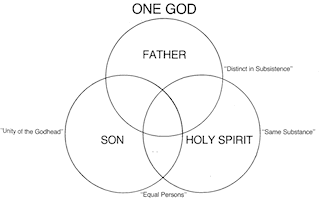 ONE GOD
FATHER
"Distinct in Subsistence"
"Unity of the Godhead"
SON
HOLY SPIRIT
"Same Substance"
"Equal Persons"